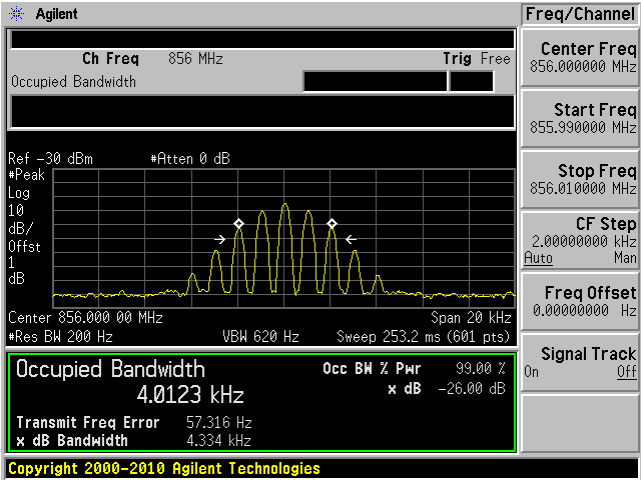 Agilent
Freq/Channel
Ch Freq 856 MHz Trig Free
Occupied Bandwidth
Center Freq
856.000000 MHz
Start Freq
855.990000 MHz
Stop Freq
856.010000 MHz
CF Step
2.00000000 kHz
Auto Man
Freq Offset
0.00000000 Hz
Signal Track
On Off
Ref -30 dBm #Atten 0 dB
#Peak
Log
10
dB/
Offst
1
dB
Center 856.000 00 MHz Span 20 kHz
#Res BW 200 Hz VBW 620 Hz Sweep 253.2 ms (601 pts)
Occupied Bandwidth Occ BW % Pwr 99.00 %
4.0123 kHz x dB -26.00 dB
Transmit Freq Error 57.316 Hz
x dB Bandwidth 4.334 kHz
Copyright 2000-2010 Agilent Technologies